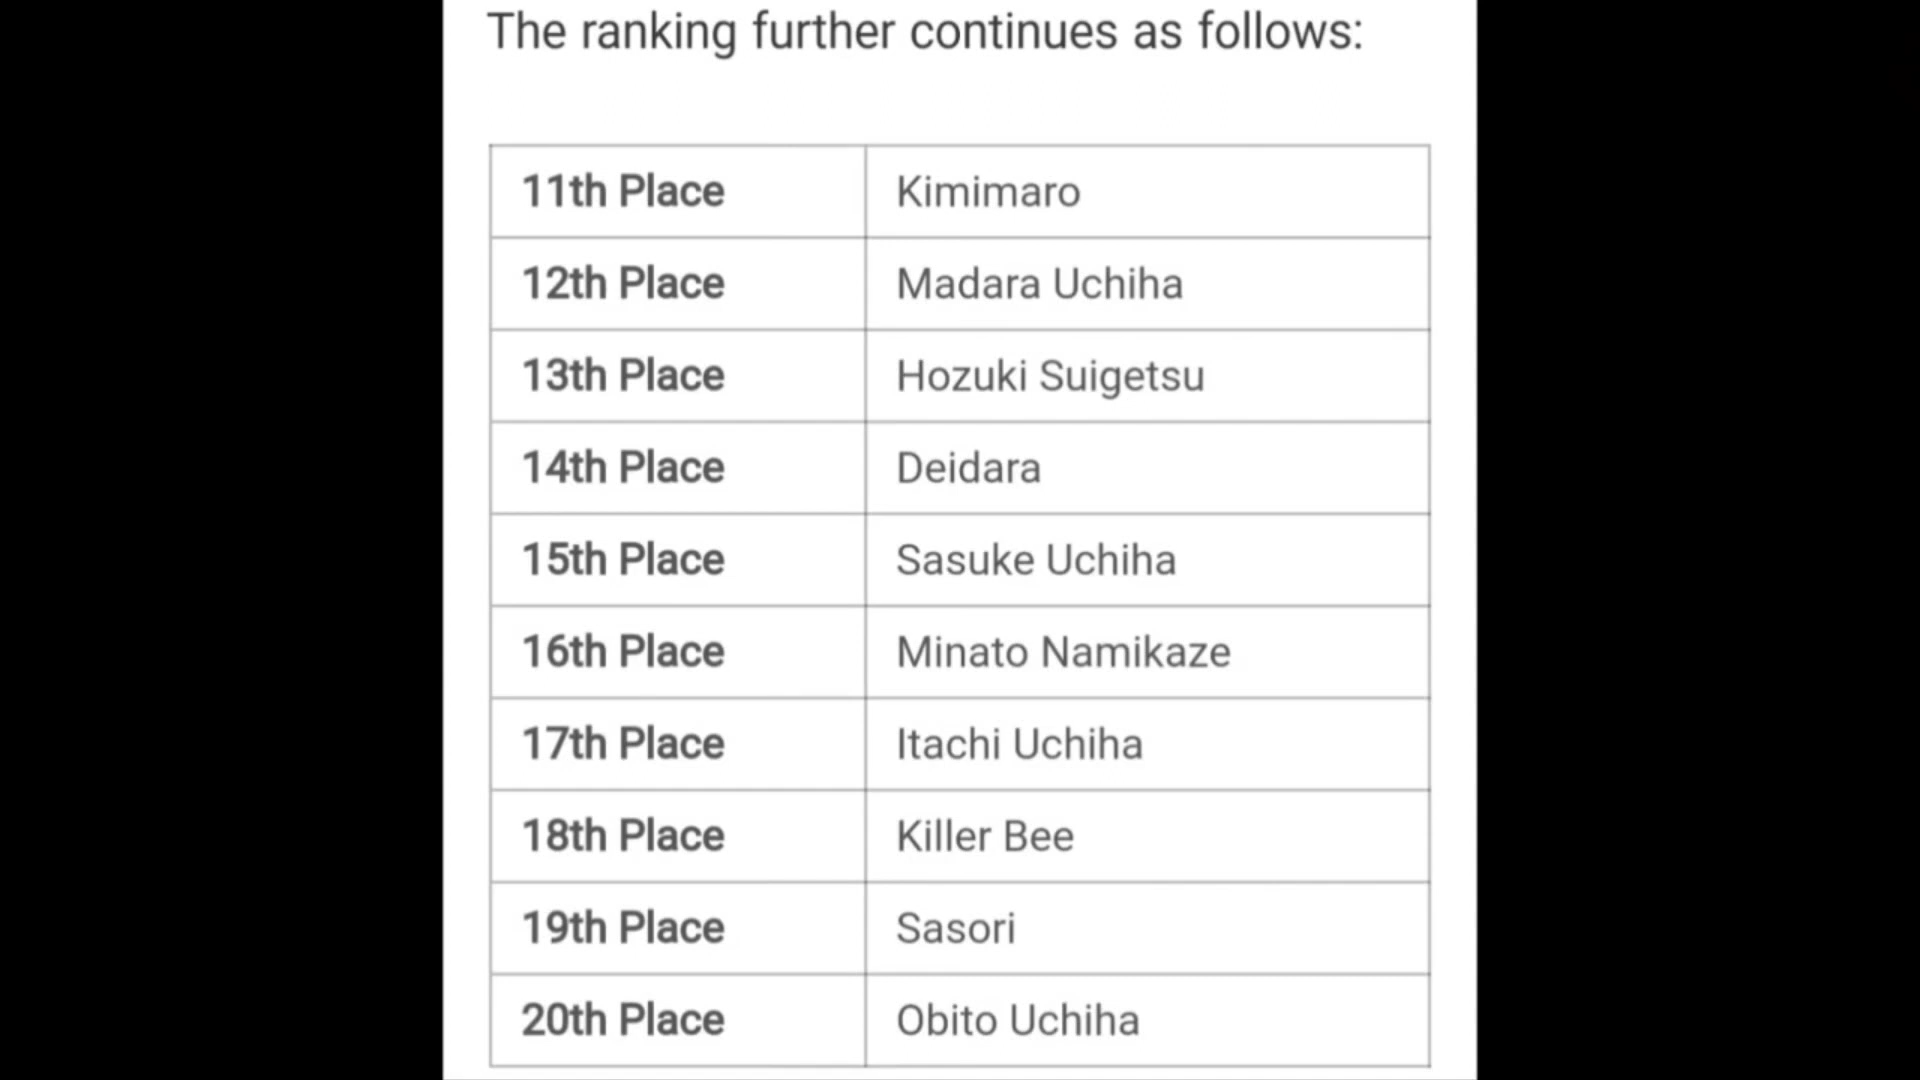 The ranking further continues as follows:
11th Place Kimimaro
12th Place Madara Uchiha
13th Place Hozuki Suigetsu
14th Place Deidara
15th Place Sasuke Uchiha
16th Place Minato Namikaze
17th Place Itachi Uchiha
18th Place Killer Bee
19th Place Sasori
20th Place Obito Uchiha